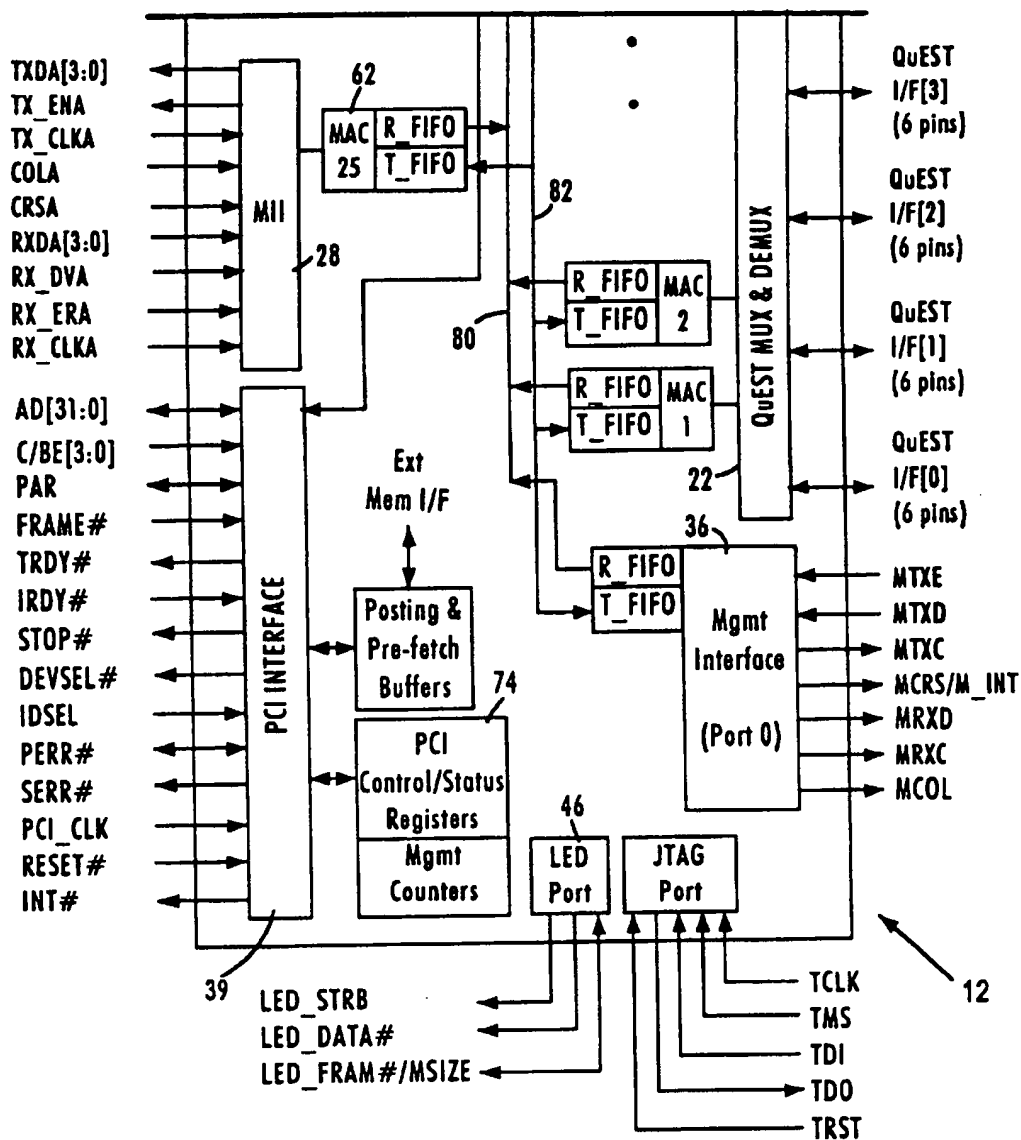 TXDA[3:0]
TX_ENA
TX_CLKA
COLA
CRSA
RXDA[3:0]
RX_DVA
RX_ERA
RX_CLKA
MII
28
62
MAC
25
R_FIFO
T_FIFO
80
82
R_FIFO
T_FIFO
MAC
2
R_FIFO
T_FIFO
MAC
1
QuEST MUX & DEMUX
22
QuEST
I/F[3]
(6 pins)
QuEST
I/F[2]
(6 pins)
QuEST
I/F[1]
(6 pins)
QuEST
I/F[0]
(6 pins)
AD[31:0]
C/BE[3:0]
PAR
FRAME#
TRDY#
IRDY#
STOP#
DEVSEL#
IDSEL
PERR#
SERR#
PCI_CLK
RESET#
INT#
PCI INTERFACE
39
Ext
Mem I/F
Posting &
Pre-fetch
Buffers
74
PCI
Control/Status
Registers
Mgmt
Counters
36
R_FIFO
T_FIFO
Mgmt
Interface
(Port 0)
MTXE
MTXD
MTXC
MCRS/M_INT
MRXD
MRXC
MCOL
46
LED
Port
JTAG
Port
12
LED_STRB
LED_DATA#
LED_FRAM#/MSIZE
TCLK
TMS
TDI
TDO
TRST